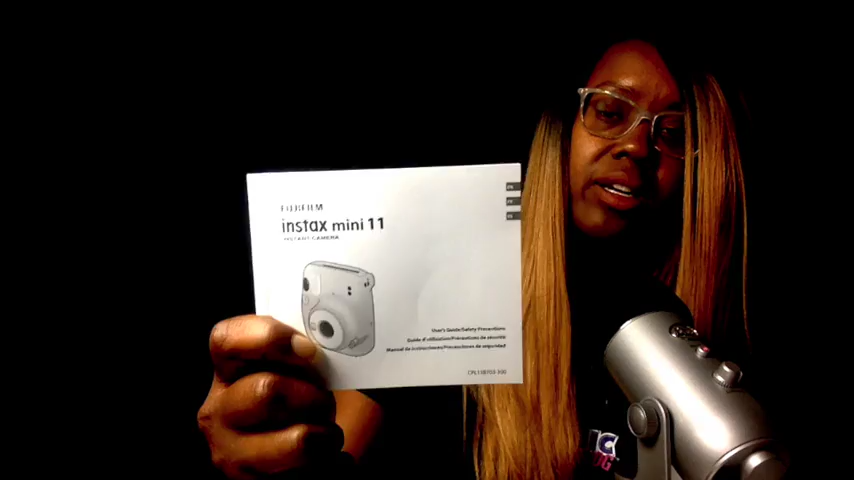 FUJIFILM
instax mini 11
INSTANT CAMERA
EN
FR
ES
User's Guide/Safety Precautions
Guide d'utilisation/Précautions de sécurité
Manual de instrucciones/Precauciones de seguridad